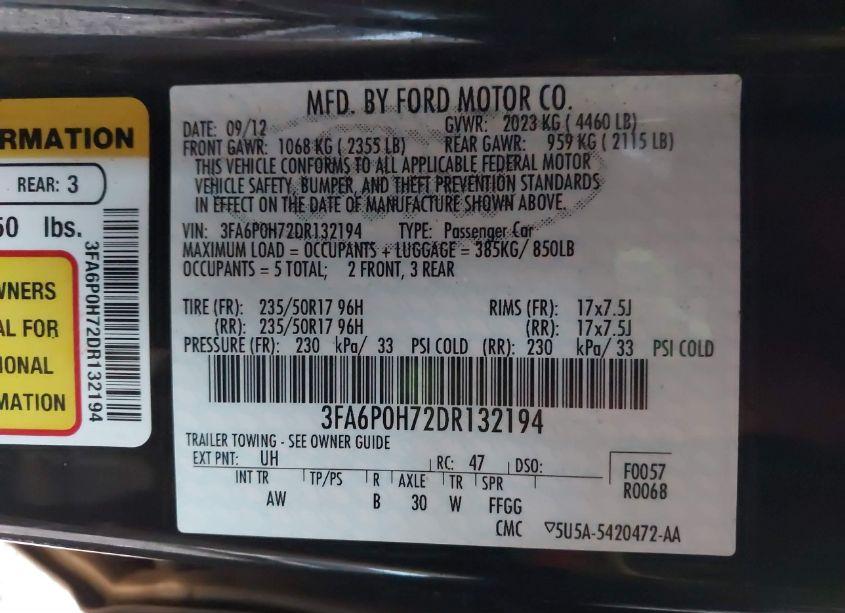 RMATION
REAR: 3
50 lbs.
3FA6P0H72DR132194
WNERS
AL FOR
IONAL
MATION
MFD. BY FORD MOTOR CO.
DATE: 09/12 GVWR: 2023 KG ( 4460 LB)
FRONT GAWR: 1068 KG ( 2355 LB) REAR GAWR: 959 KG ( 2115 LB)
THIS VEHICLE CONFORMS TO ALL APPLICABLE FEDERAL MOTOR
VEHICLE SAFETY, BUMPER, AND THEFT PREVENTION STANDARDS
IN EFFECT ON THE DATE OF MANUFACTURE SHOWN ABOVE.
VIN: 3FA6P0H72DR132194 TYPE: Passenger Car
MAXIMUM LOAD = OCCUPANTS + LUGGAGE = 385KG/ 850LB
OCCUPANTS = 5 TOTAL; 2 FRONT, 3 REAR
TIRE (FR): 235/50R17 96H RIMS (FR): 17x7.5J
(RR): 235/50R17 96H (RR): 17x7.5J
PRESSURE (FR): 230 kPa/ 33 PSI COLD (RR): 230 kPa/ 33 PSI COLD
3FA6P0H72DR132194
TRAILER TOWING - SEE OWNER GUIDE
EXT PNT: UH RC: 47 DSO: F0057
INT TR TP/PS R AXLE TR SPR R0068
AW B 30 W FFGG
CMC ▽5U5A-5420472-AA